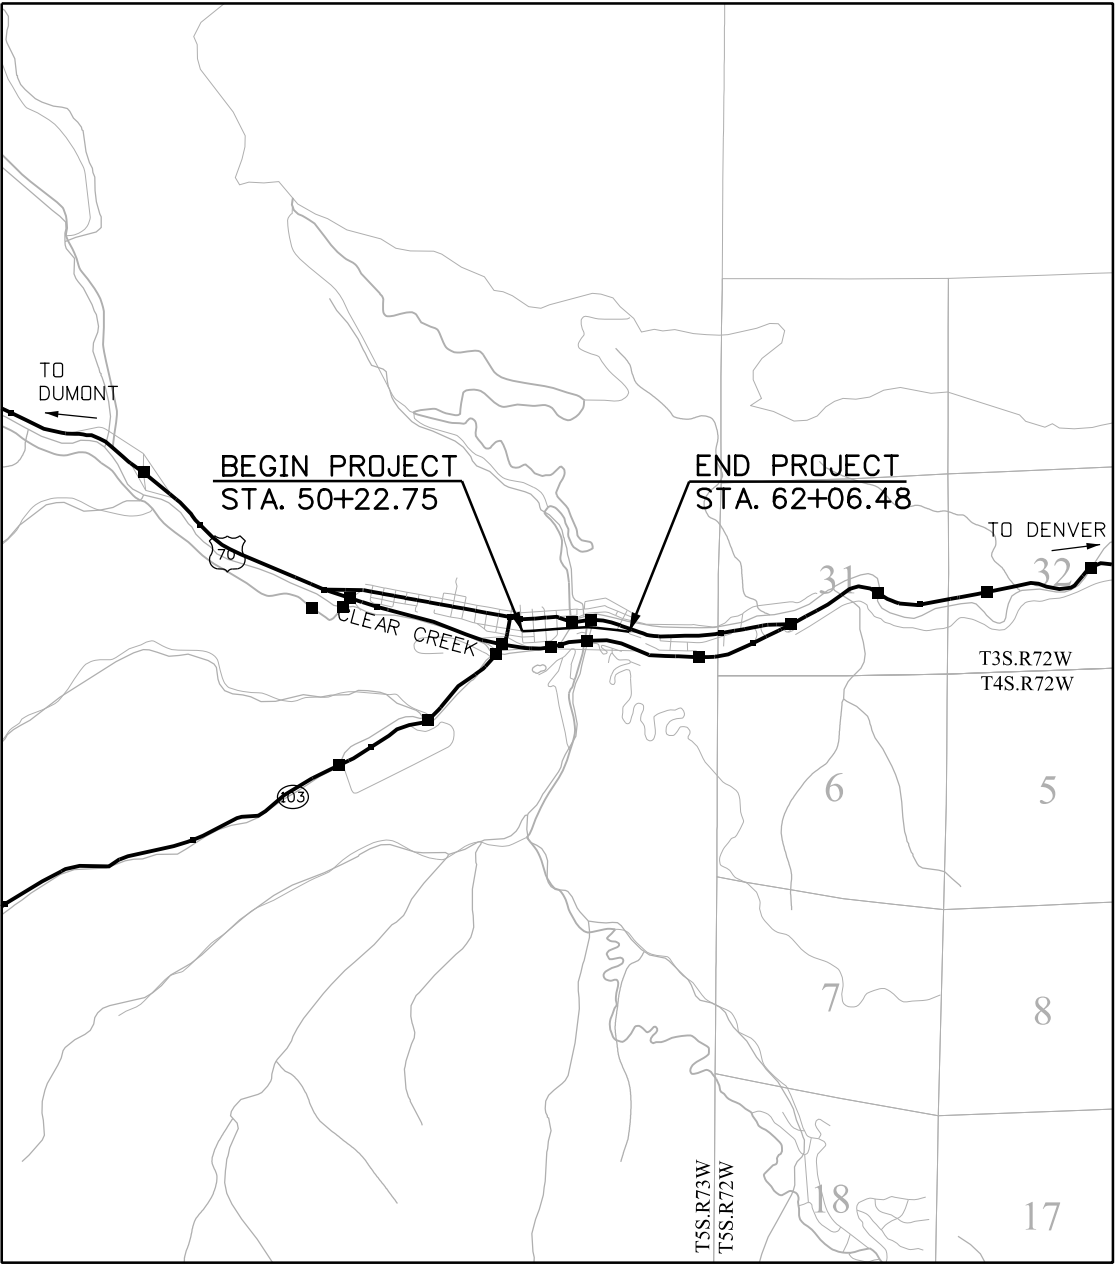 TO
DUMONT
BEGIN PROJECT
STA. 50+22.75
END PROJECT
STA. 62+06.48
TO DENVER
70
31
32
CLEAR CREEK
T3S.R72W
T4S.R72W
103
6
5
7
8
T5S.R73W
T5S.R72W
18
17